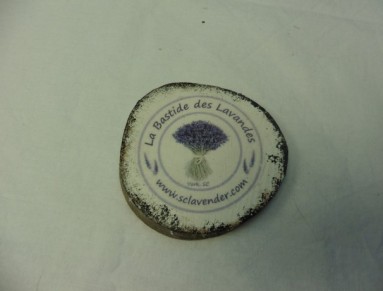 La Bastide des Lavandes
www.sclavender.com